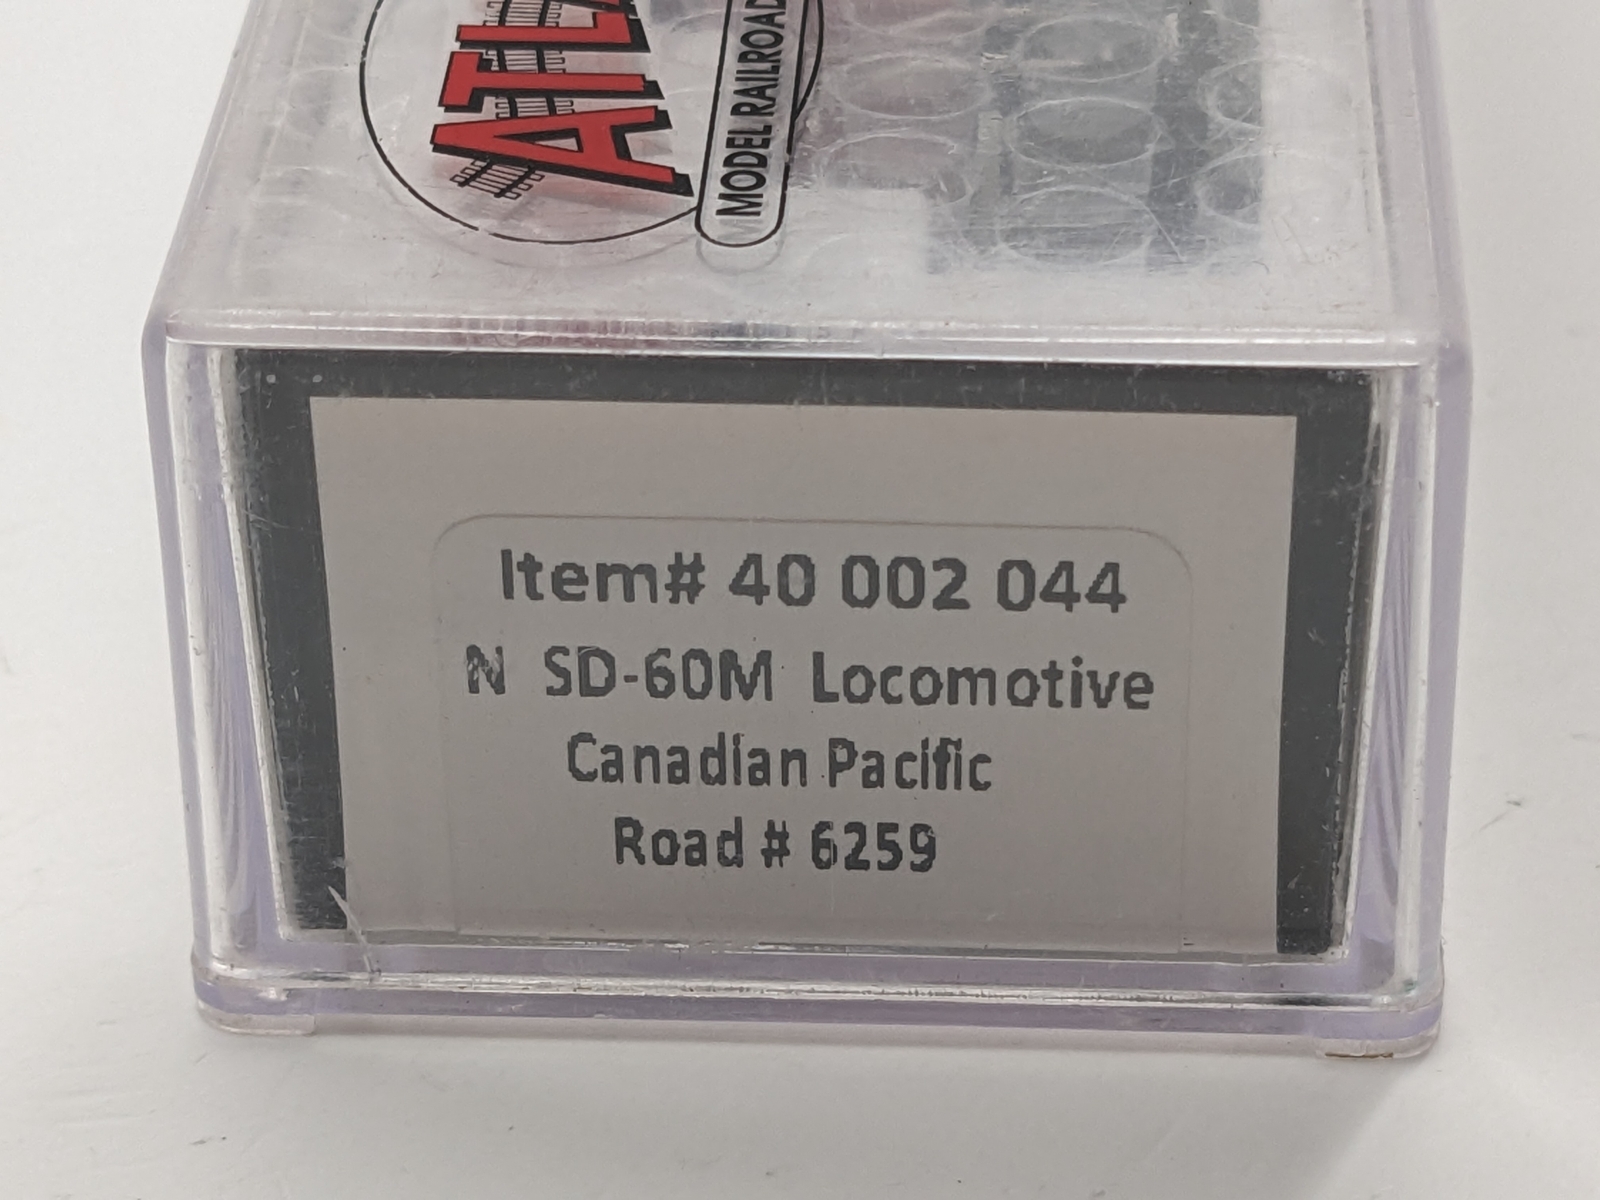 MODEL RAILROAD
Item# 40 002 044
N SD-60M Locomotive
Canadian Pacific
Road # 6259